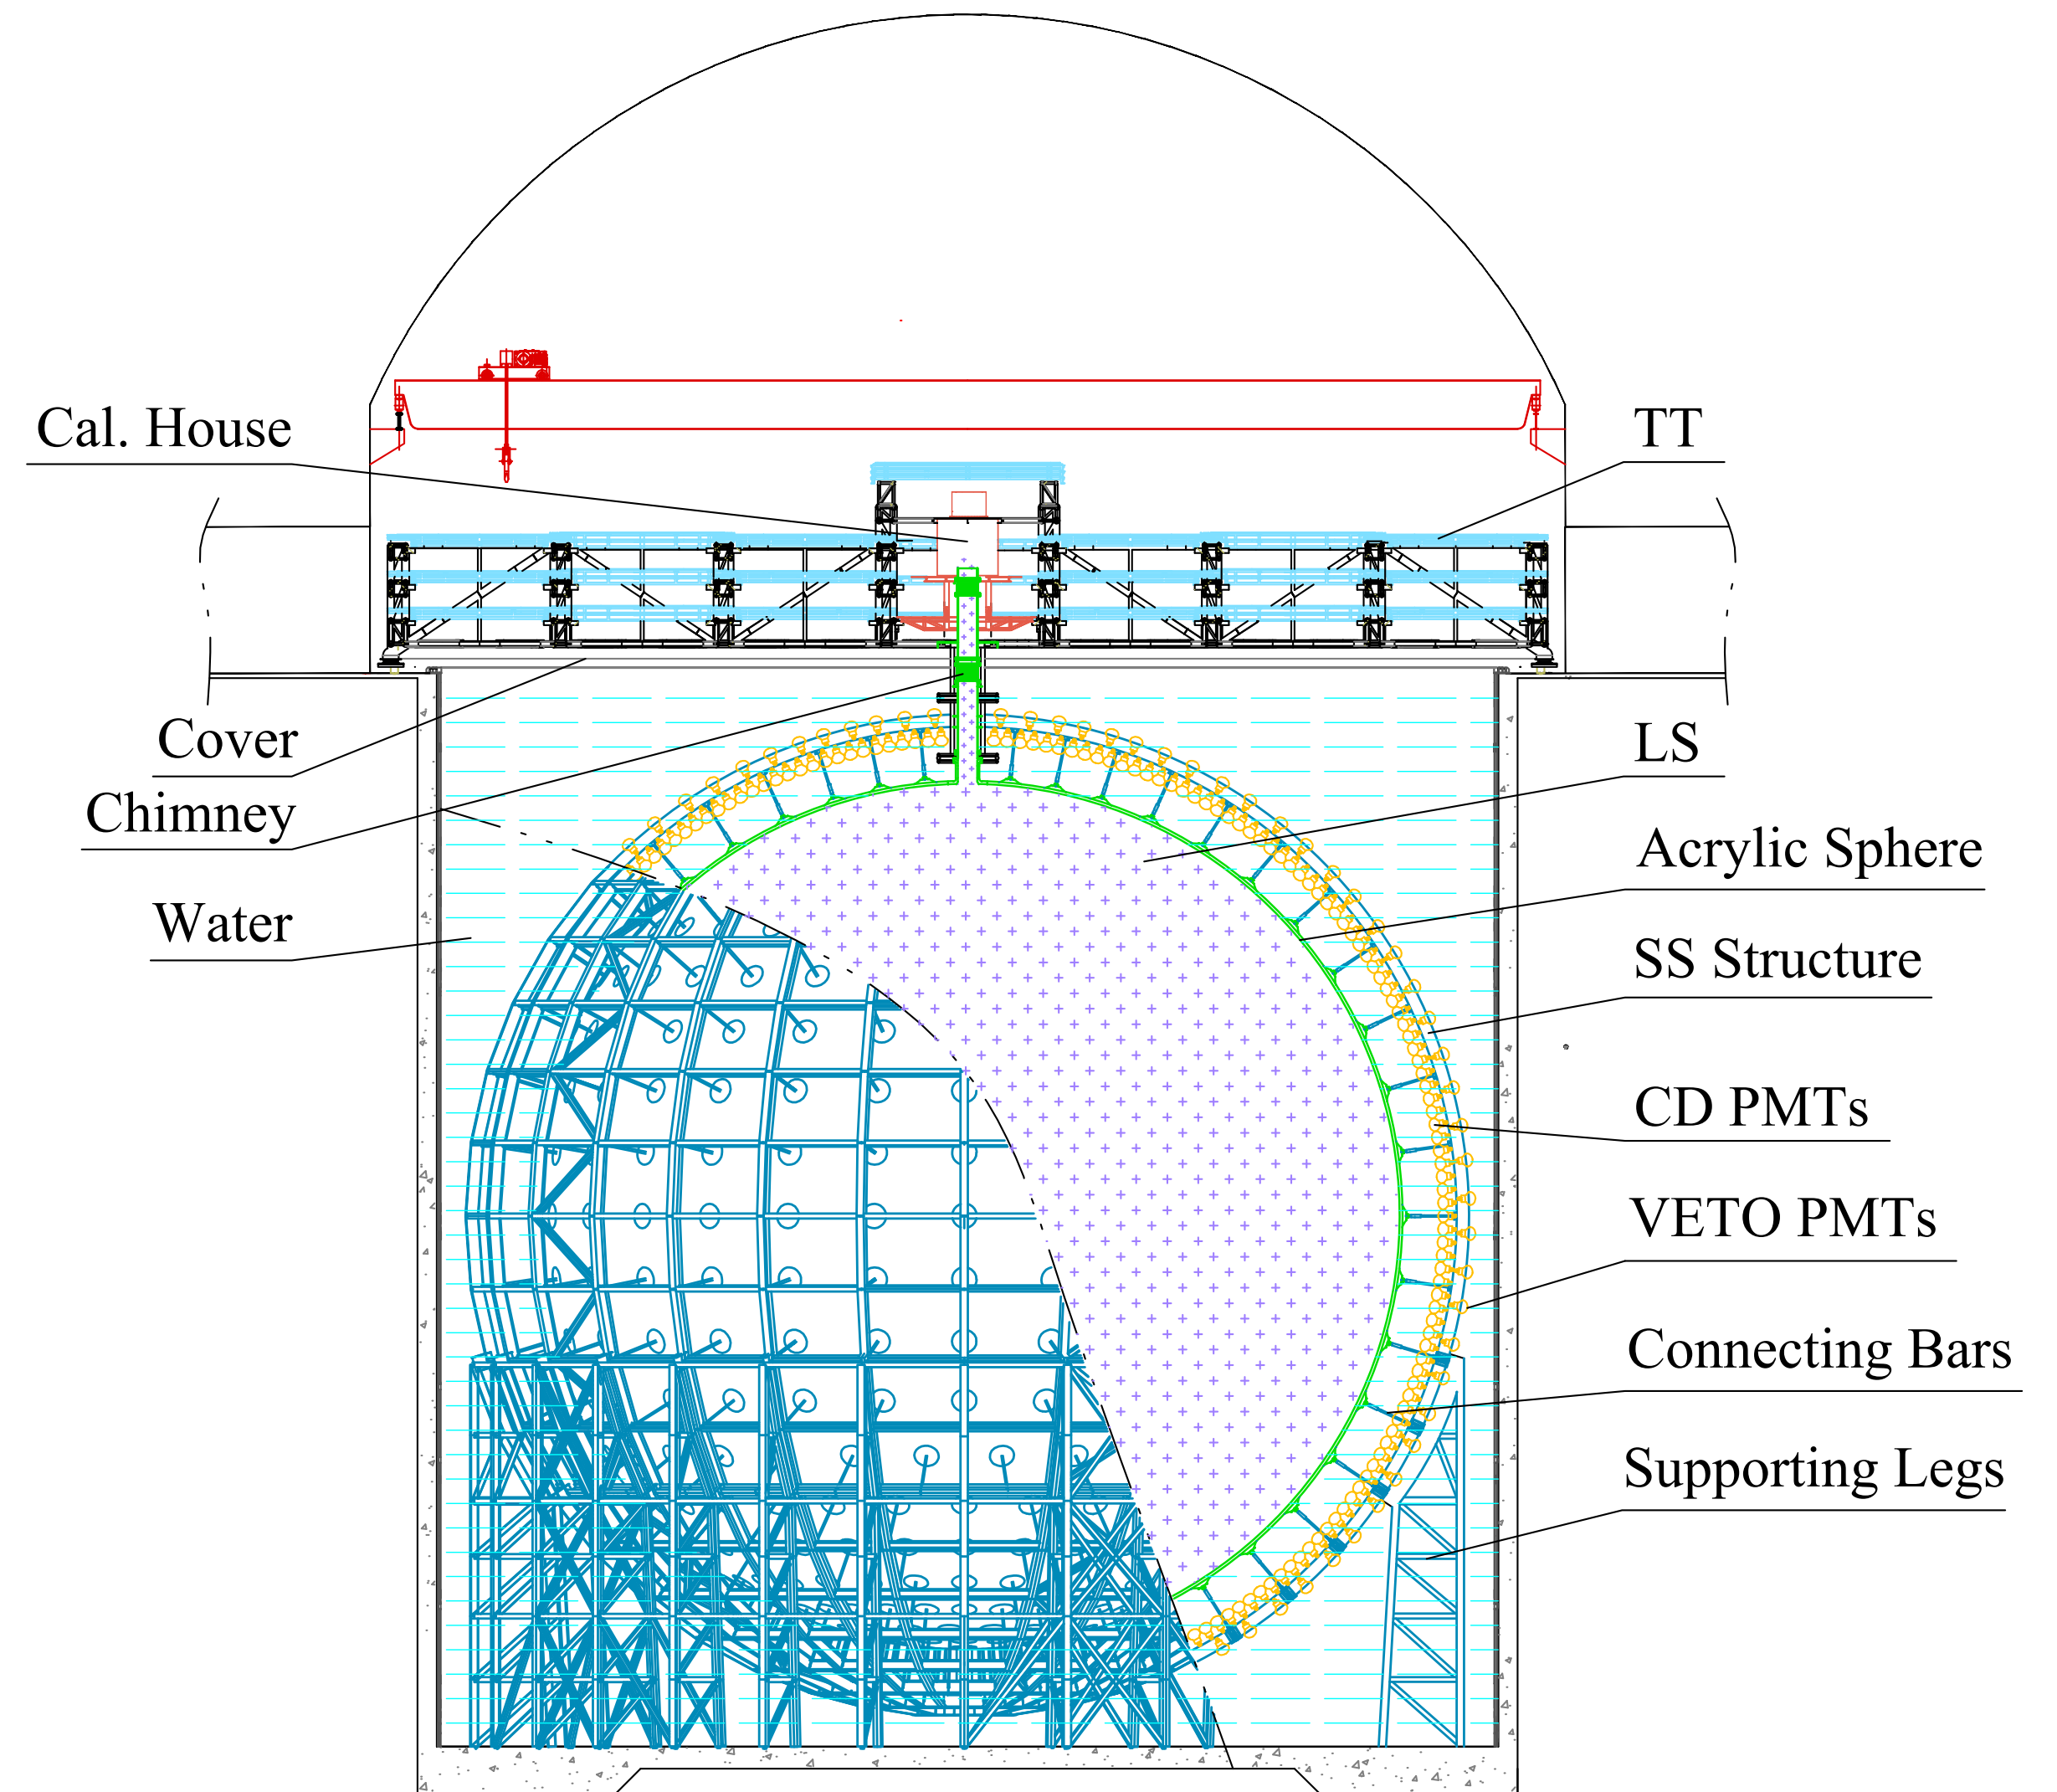 Cal. House
TT
Cover
Chimney
Water
LS
Acrylic Sphere
SS Structure
CD PMTs
VETO PMTs
Connecting Bars
Supporting Legs